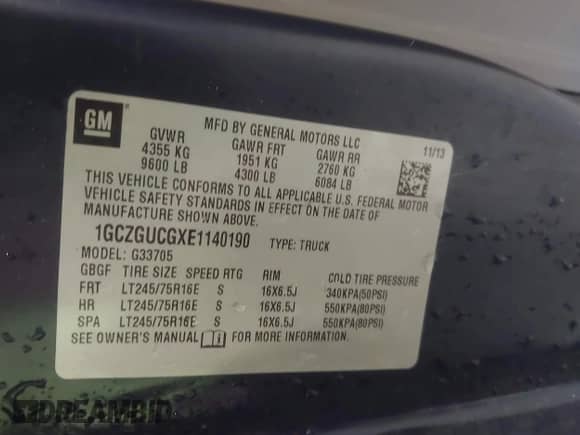 GM
®
MFD BY GENERAL MOTORS LLC
11/13
GVWR GAWR FRT GAWR RR
4355 KG 1951 KG 2760 KG
9600 LB 4300 LB 6084 LB
THIS VEHICLE CONFORMS TO ALL APPLICABLE U.S. FEDERAL MOTOR
VEHICLE SAFETY STANDARDS IN EFFECT ON THE DATE OF
MANUFACTURE SHOWN ABOVE.
1GCZGUCGXE1140190 TYPE: TRUCK
MODEL: G33705
GBGF TIRE SIZE SPEED RTG RIM COLD TIRE PRESSURE
FRT LT245/75R16E S 16X6.5J 340KPA(50PSI)
RR LT245/75R16E S 16X6.5J 550KPA(80PSI)
SPA LT245/75R16E S 16X6.5J 550KPA(80PSI)
SEE OWNER'S MANUAL FOR MORE INFORMATION.
DREAMBID